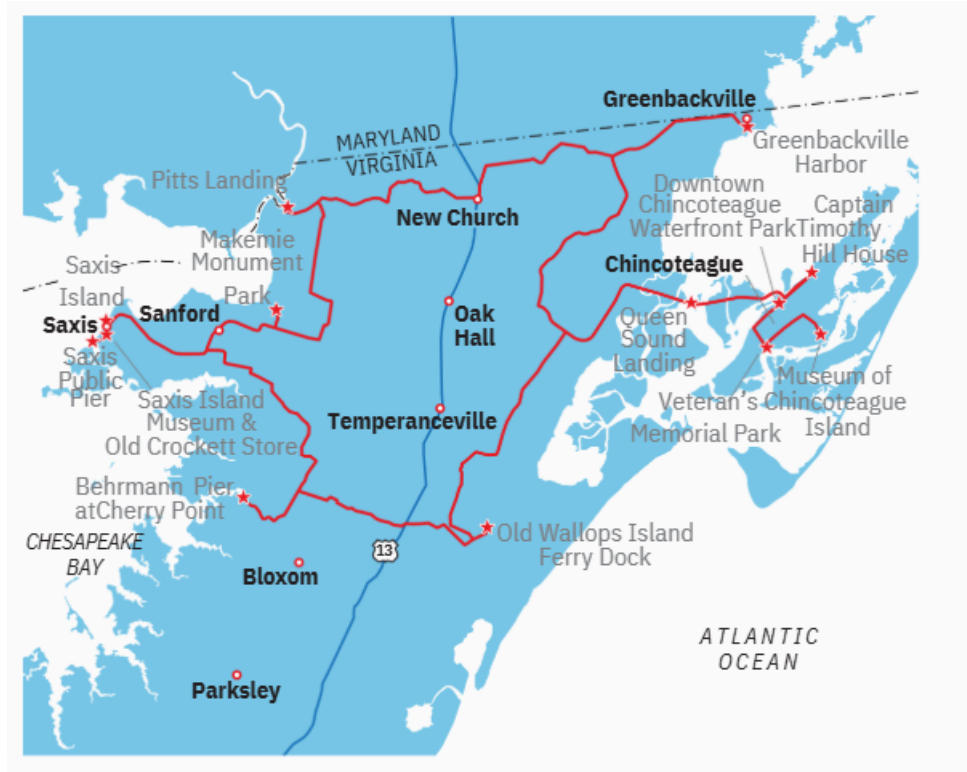 Greenbackville
MARYLAND
VIRGINIA
Greenbackville
Harbor
Pitts Landing
Downtown
Chincoteague
Waterfront Park
Captain
Timothy
Hill House
New Church
Makemie
Monument
Park
Saxis
Island
Chincoteague
Saxis
Sanford
Oak
Hall
Queen
Sound
Landing
Saxis
Public
Pier
Saxis Island
Museum &
Old Crockett Store
Museum of
Chincoteague
Island
Veteran's
Memorial Park
Temperanceville
Behrmann Pier
atCherry Point
CHESAPEAKE
BAY
Old Wallops Island
Ferry Dock
13
Bloxom
ATLANTIC
OCEAN
Parksley